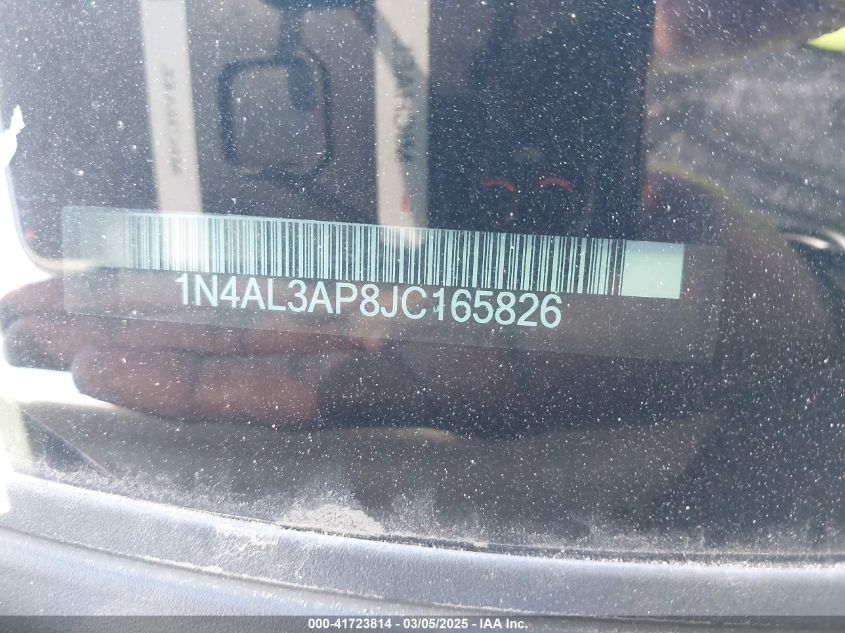 1N4AL3AP8JC165826
000-41723814 — 03/05/2025 — IAA Inc.